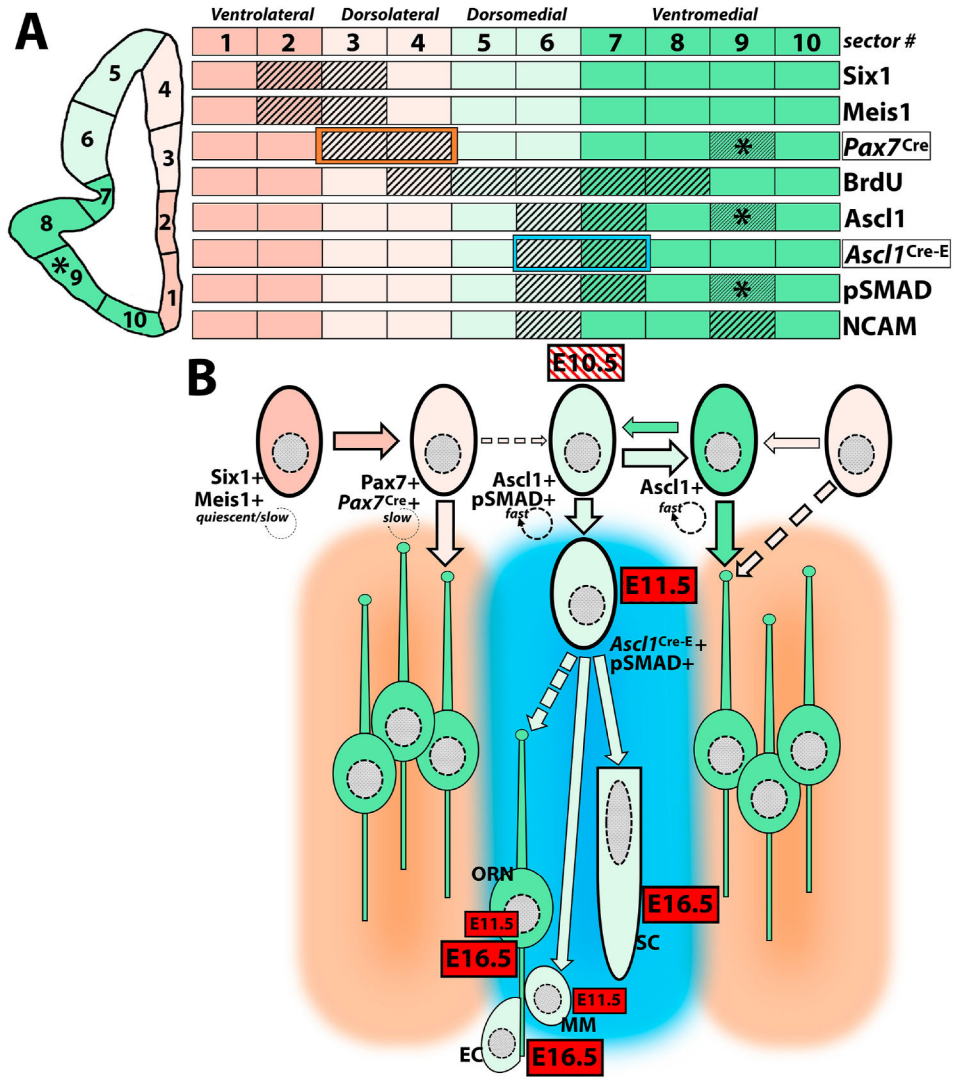 A
Ventrolateral Dorsolateral Dorsomedial Ventromedial
1 2 3 4 5 6 7 8 9 10 sector #
Six1
Meis1
* Pax7Cre
BrdU
* Ascl1
Ascl1Cre-E
* pSMAD
NCAM
5
4
6
3
7
2
8
* 9
1
10
B
E10.5
Six1+
Meis1+
quiescent/slow
Pax7+
Pax7Cre+
slow
Ascl1+
pSMAD+
fast
Ascl1+
fast
E11.5
Ascl1Cre-E+
pSMAD+
ORN
E11.5
E16.5
E16.5
SC
E11.5
MM
EC
E16.5